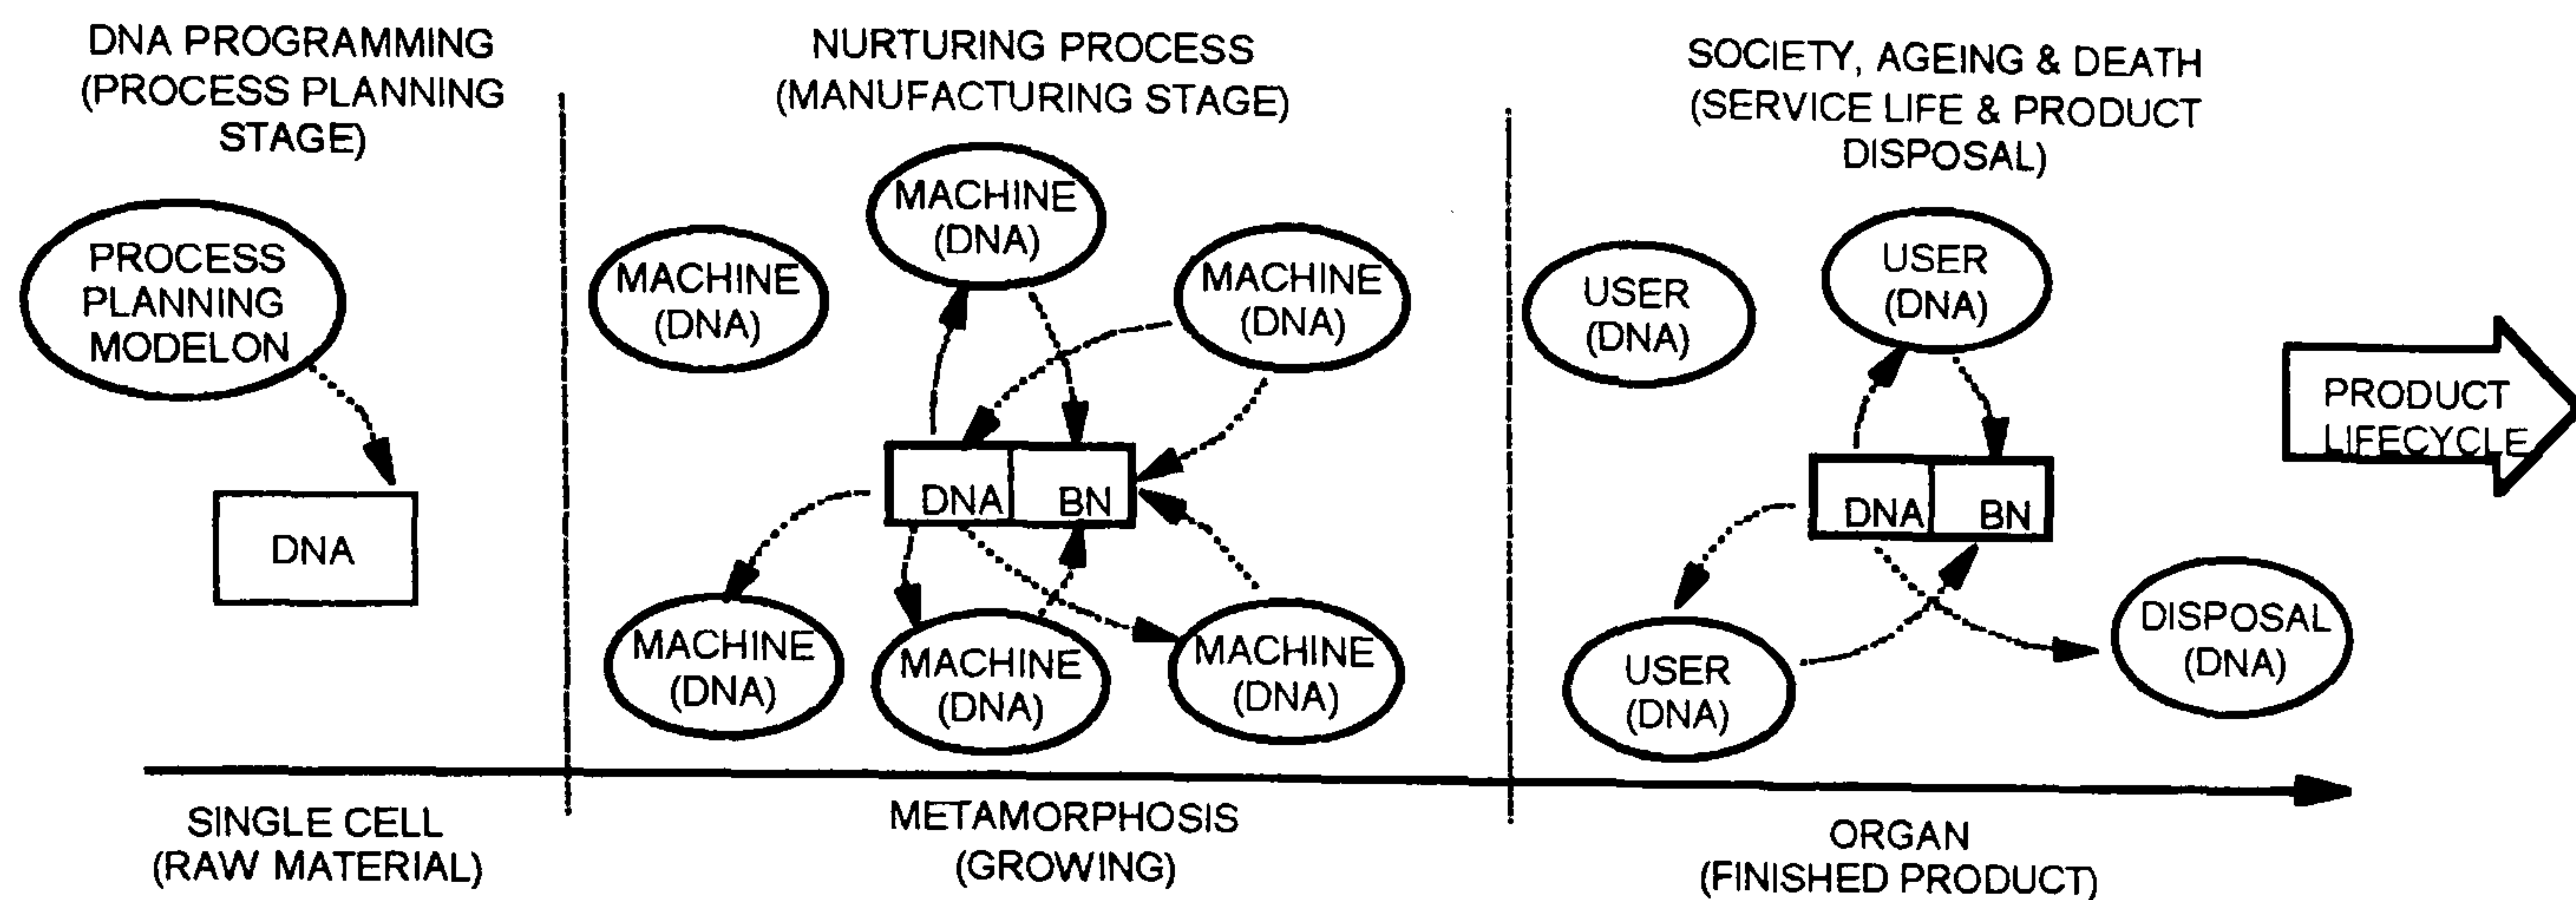 DNA PROGRAMMING
(PROCESS PLANNING
STAGE)
PROCESS
PLANNING
MODELON
DNA
SINGLE CELL
(RAW MATERIAL)
NURTURING PROCESS
(MANUFACTURING STAGE)
MACHINE
(DNA)
MACHINE
(DNA)
MACHINE
(DNA)
DNA
BN
MACHINE
(DNA)
MACHINE
(DNA)
MACHINE
(DNA)
METAMORPHOSIS
(GROWING)
SOCIETY, AGEING & DEATH
(SERVICE LIFE & PRODUCT
DISPOSAL)
USER
(DNA)
USER
(DNA)
DNA
BN
USER
(DNA)
DISPOSAL
(DNA)
ORGAN
(FINISHED PRODUCT)
PRODUCT
LIFECYCLE